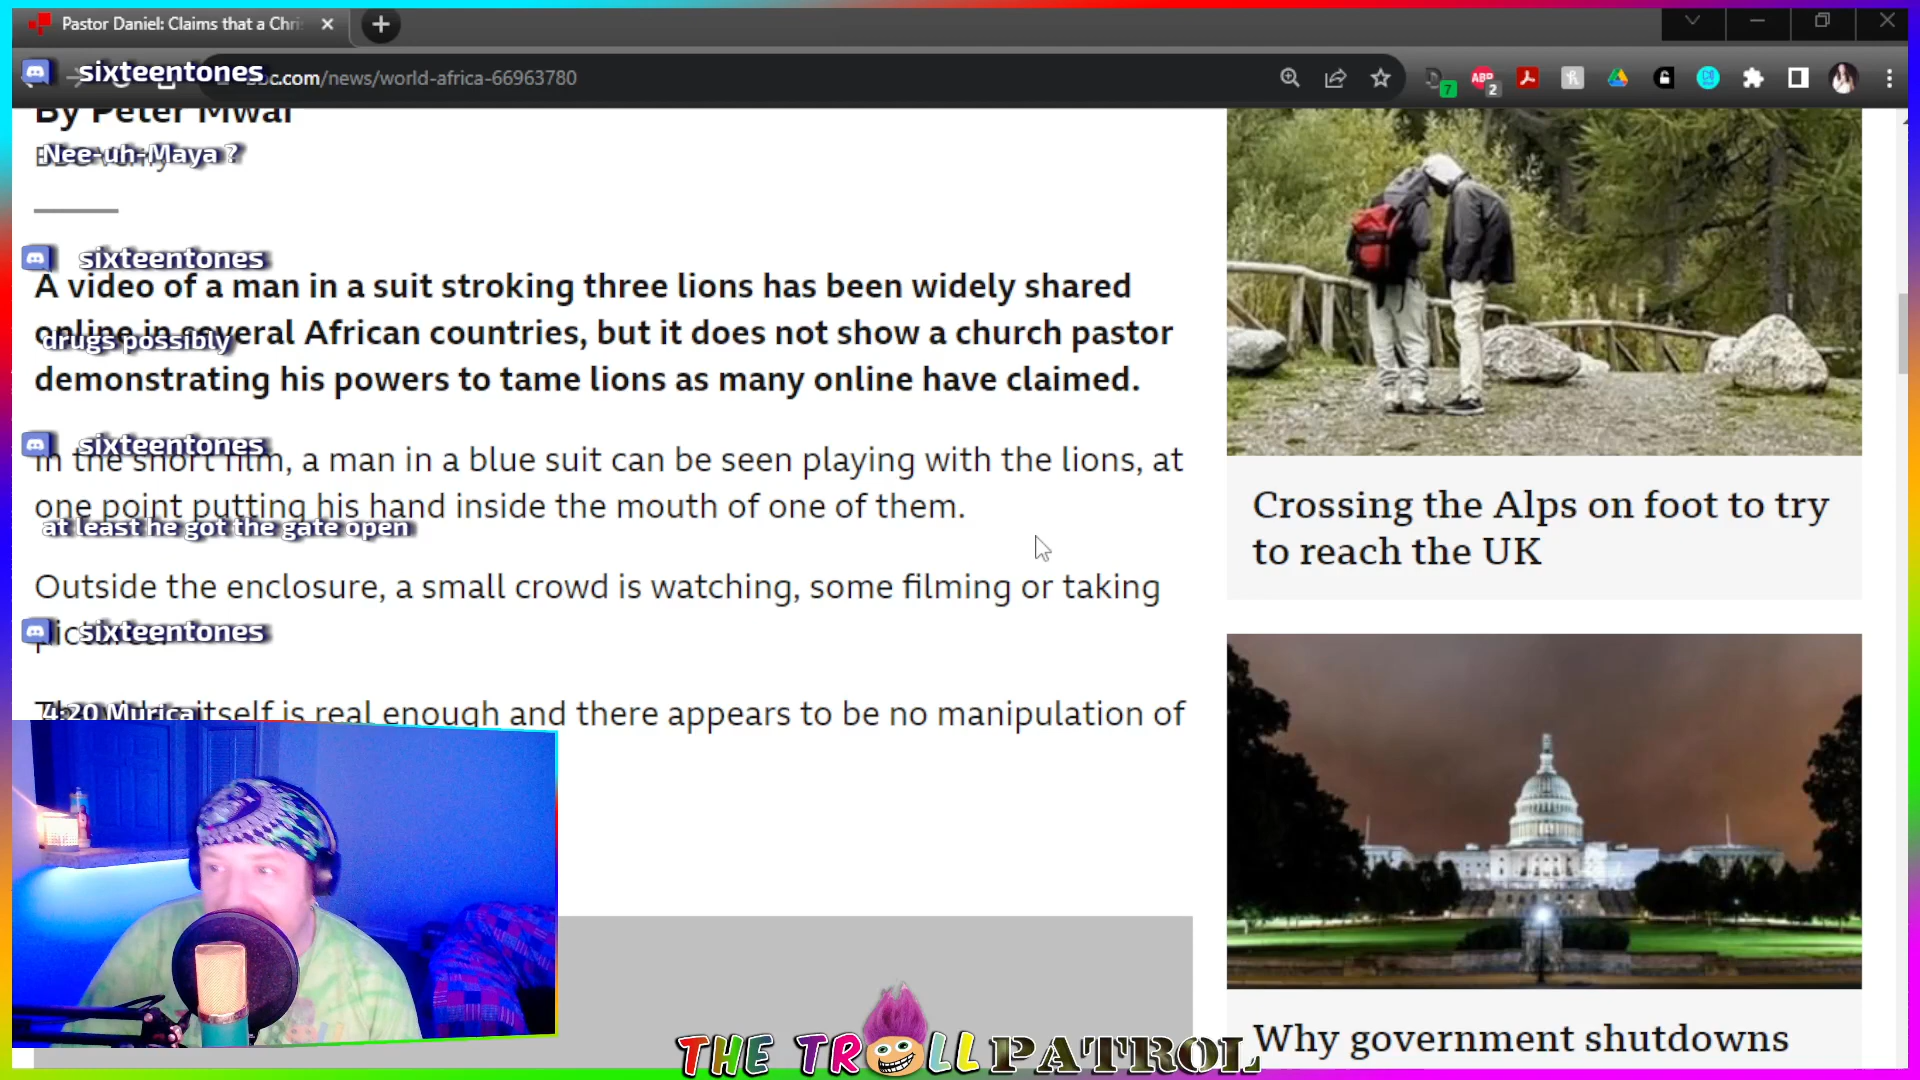 Pastor Daniel: Claims that a Chri
sixteentones
bc.com/news/world-africa-66963780
7
ABP
2
By Peter Mwai
Nee-uh-Maya ?
sixteentones
A video of a man in a suit stroking three lions has been widely shared
online in several African countries, but it does not show a church pastor
drugs possibly
demonstrating his powers to tame lions as many online have claimed.
sixteentones
In the short film, a man in a blue suit can be seen playing with the lions, at
one point putting his hand inside the mouth of one of them.
at least he got the gate open
Outside the enclosure, a small crowd is watching, some filming or taking
sixteentones
pictures.
4:20 Murica
itself is real enough and there appears to be no manipulation of
Crossing the Alps on foot to try
to reach the UK
Why government shutdowns
THE TROLL PATROL